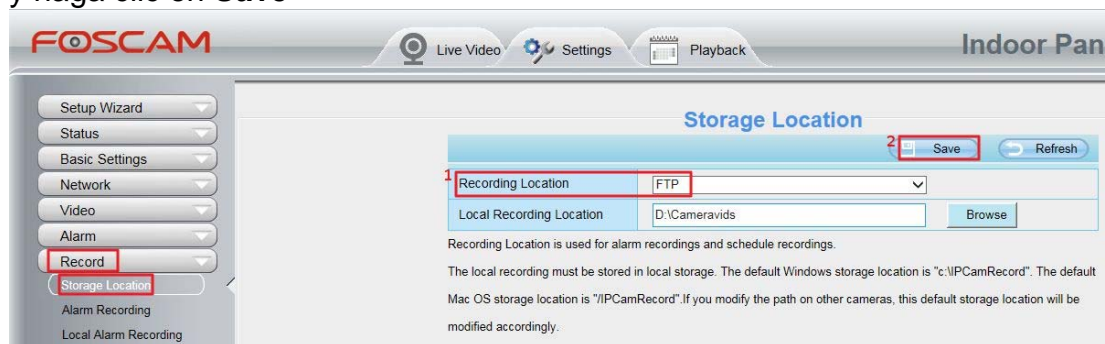 y haga clic en Save
FOSCAM
Live Video
Settings
Playback
Indoor Pan
Setup Wizard
Status
Basic Settings
Network
Video
Alarm
Record
Storage Location
Alarm Recording
Local Alarm Recording
Storage Location
2 Save Refresh
1 Recording Location FTP
Local Recording Location D:\Cameravids Browse
Recording Location is used for alarm recordings and schedule recordings.
The local recording must be stored in local storage. The default Windows storage location is "c:\IPCamRecord". The default
Mac OS storage location is "/IPCamRecord".If you modify the path on other cameras, this default storage location will be
modified accordingly.